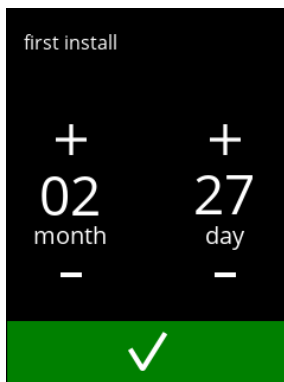 first install
+ +
02 27
month day
- -